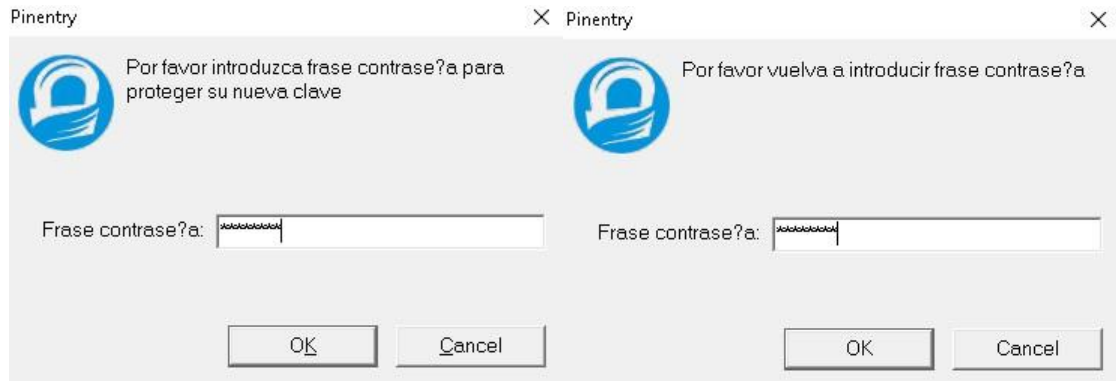 Pinentry
Por favor introduzca frase contrase?a para
proteger su nueva clave
Frase contrase?a: ********
OK
Cancel
Pinentry
Por favor vuelva a introducir frase contrase?a
Frase contrase?a: ********
OK
Cancel